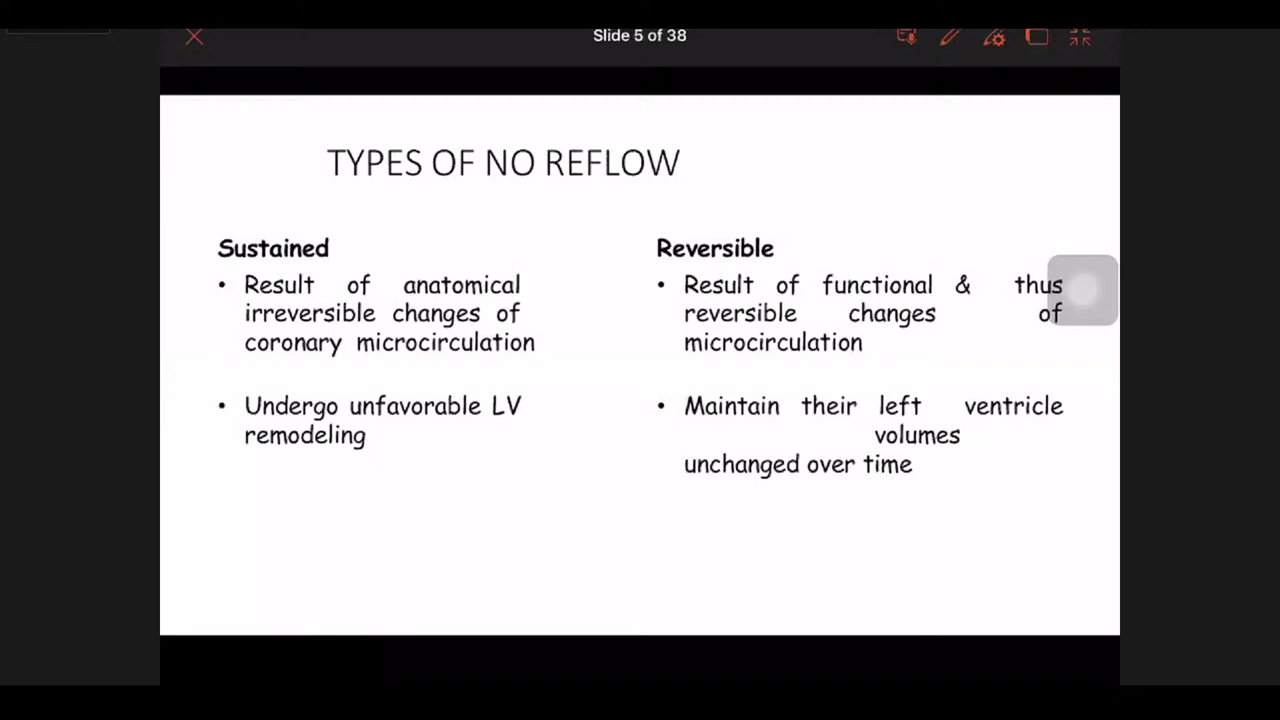 Slide 5 of 38
TYPES OF NO REFLOW
Sustained
• Result of anatomical
irreversible changes of
coronary microcirculation
• Undergo unfavorable LV
remodeling
Reversible
• Result of functional & thus
reversible changes of
microcirculation
• Maintain their left ventricle
volumes
unchanged over time